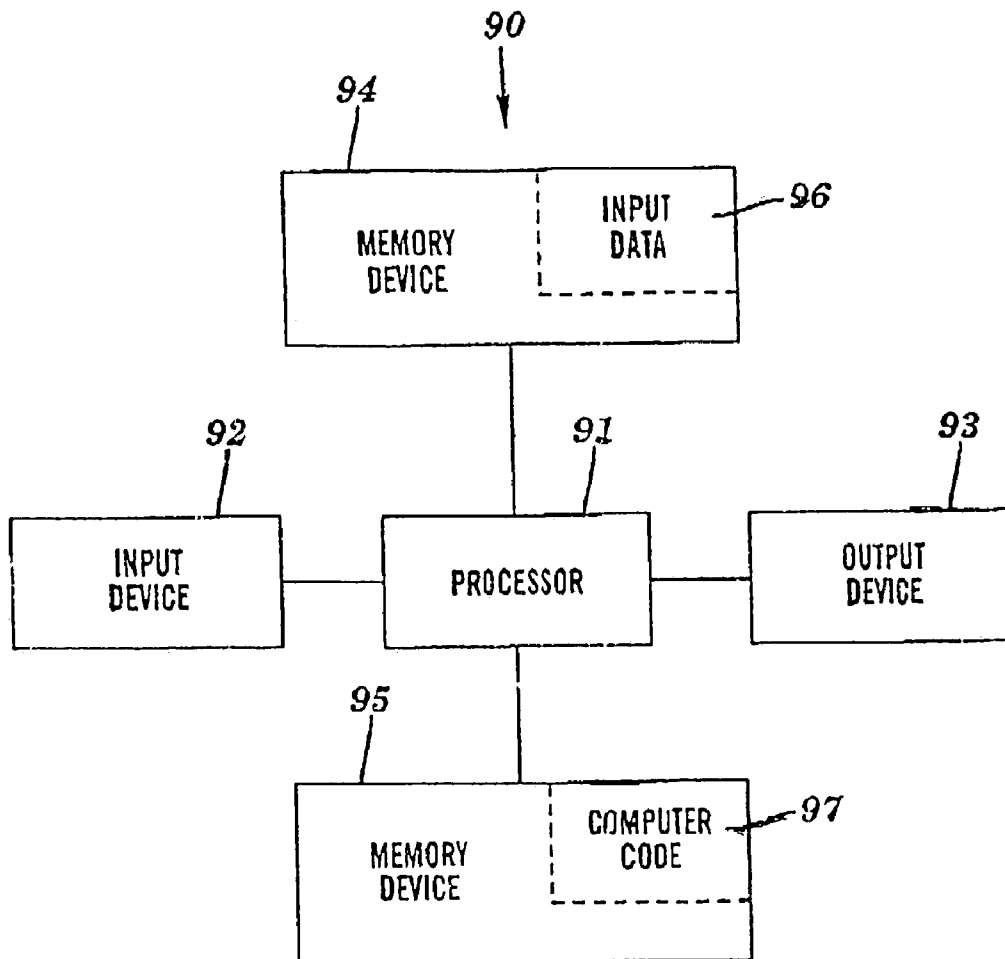 90
94
96
MEMORY
DEVICE
INPUT
DATA
92
91
93
INPUT
DEVICE
PROCESSOR
OUTPUT
DEVICE
95
97
MEMORY
DEVICE
COMPUTER
CODE